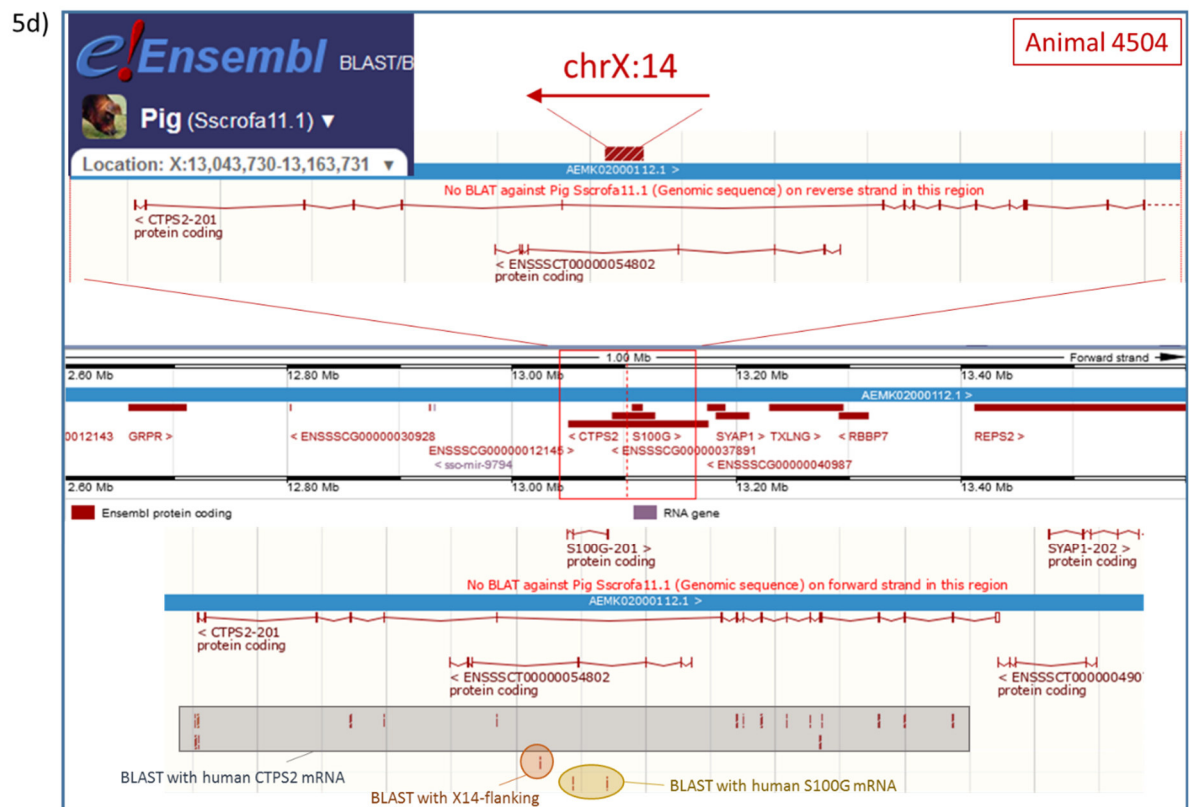 5d)
e!Ensembl BLAST/B
Animal 4504
chrX:14
Pig (Sscrofa11.1) ▼
Location: X:13,043,730-13,163,731 ▼
AEMK02000112.1 >
No BLAT against Pig Sscrofa11.1 (Genomic sequence) on reverse strand in this region
< CTPS2-201
protein coding
< ENSSSCT00000054802
protein coding
1.00 Mb Forward strand
2.60 Mb 12.80 Mb 13.00 Mb 13.20 Mb 13.40 Mb
AEMK02000112.1 >
0012143 GRPR > < ENSSSCG00000030928 < CTPS2 S100G > SYAP1 > TXLNG > < RBBP7 REPS2 >
ENSSSCG00000012145 > < ENSSSCG00000037891
< sso-mir-9794 < ENSSSCG00000040987
2.60 Mb 12.80 Mb 13.00 Mb 13.20 Mb 13.40 Mb
Ensembl protein coding RNA gene
S100G-201 > SYAP1-202 >
protein coding protein coding
No BLAT against Pig Sscrofa11.1 (Genomic sequence) on forward strand in this region
AEMK02000112.1 >
< CTPS2-201
protein coding
< ENSSSCT00000054802 < ENSSSCT0000004907
protein coding protein coding
BLAST with human CTPS2 mRNA
BLAST with X14-flanking
BLAST with human S100G mRNA